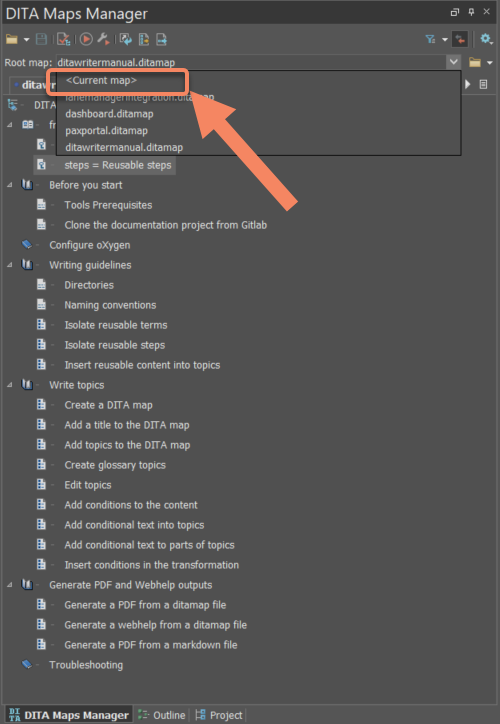 DITA Maps Manager
Root map: ditawritermanual.ditamap
<Current map>
dashboard.ditamap
paxportal.ditamap
ditawritermanual.ditamap
steps = Reusable steps
Before you start
Tools Prerequisites
Clone the documentation project from Gitlab
Configure oXygen
Writing guidelines
Directories
Naming conventions
Isolate reusable terms
Isolate reusable steps
Insert reusable content into topics
Write topics
Create a DITA map
Add a title to the DITA map
Add topics to the DITA map
Create glossary topics
Edit topics
Add conditions to the content
Add conditional text into topics
Add conditional text to parts of topics
Insert conditions in the transformation
Generate PDF and Webhelp outputs
Generate a PDF from a ditamap file
Generate a webhelp from a ditamap file
Generate a PDF from a markdown file
Troubleshooting
DITA Maps Manager Outline Project